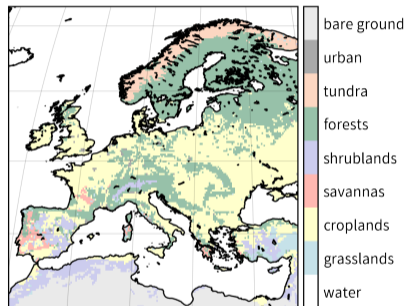 bare ground
urban
tundra
forests
shrublands
savannas
croplands
grasslands
water